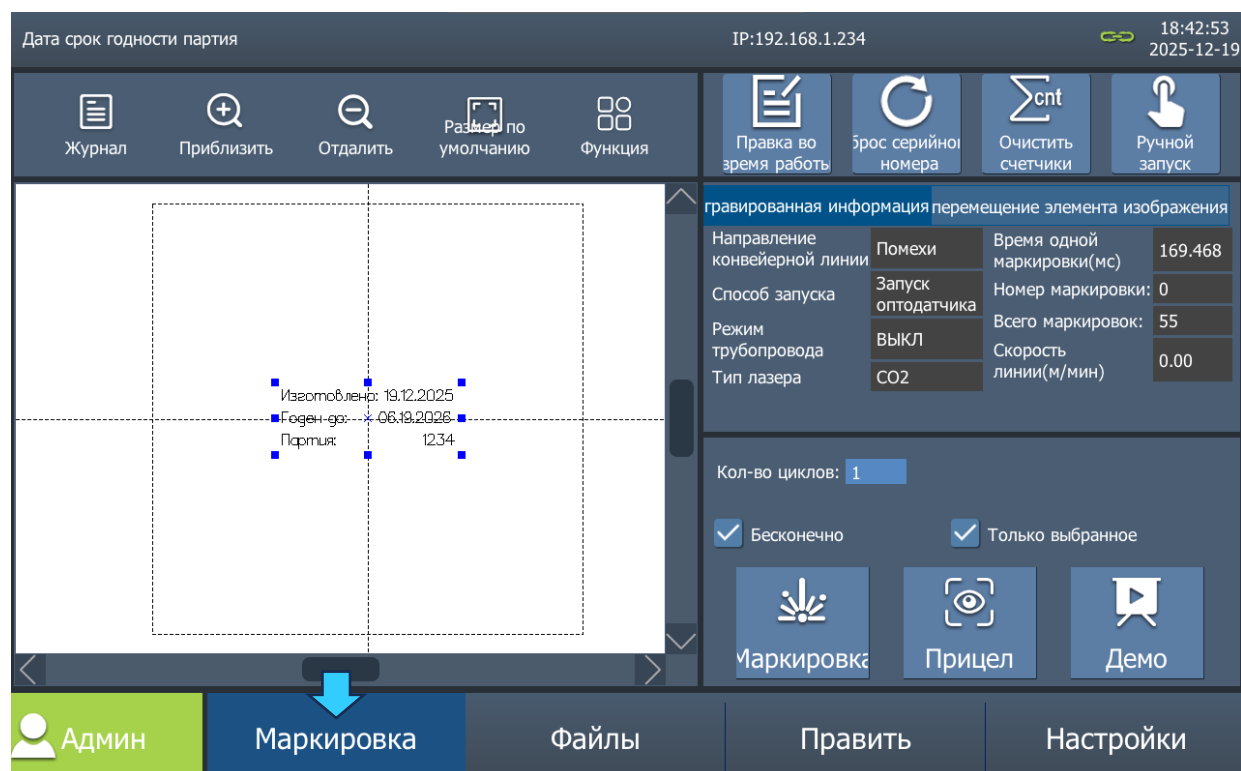 Дата срок годности партия
IP:192.168.1.234
18:42:53
2025-12-19
Журнал
Приблизить
Отдалить
Размер по
умолчанию
Функция
Правка во
время работы
брос серийног
номера
cnt
Очистить
счетчики
Ручной
запуск
гравированная информация
перемещение элемента изображения
Направление
конвейерной линии
Помехи
Способ запуска
Запуск
оптодатчика
Режим
трубопровода
ВЫКЛ
Тип лазера
CO2
Время одной
маркировки(мс)
169.468
Номер маркировки:
0
Всего маркировок:
55
Скорость
линии(м/мин)
0.00
Изготовлено: 19.12.2025
Годен до: 06.19.2026
Партия: 1234
Кол-во циклов: 1
Бесконечно
Только выбранное
Маркировка
Прицел
Демо
Админ
Маркировка
Файлы
Править
Настройки